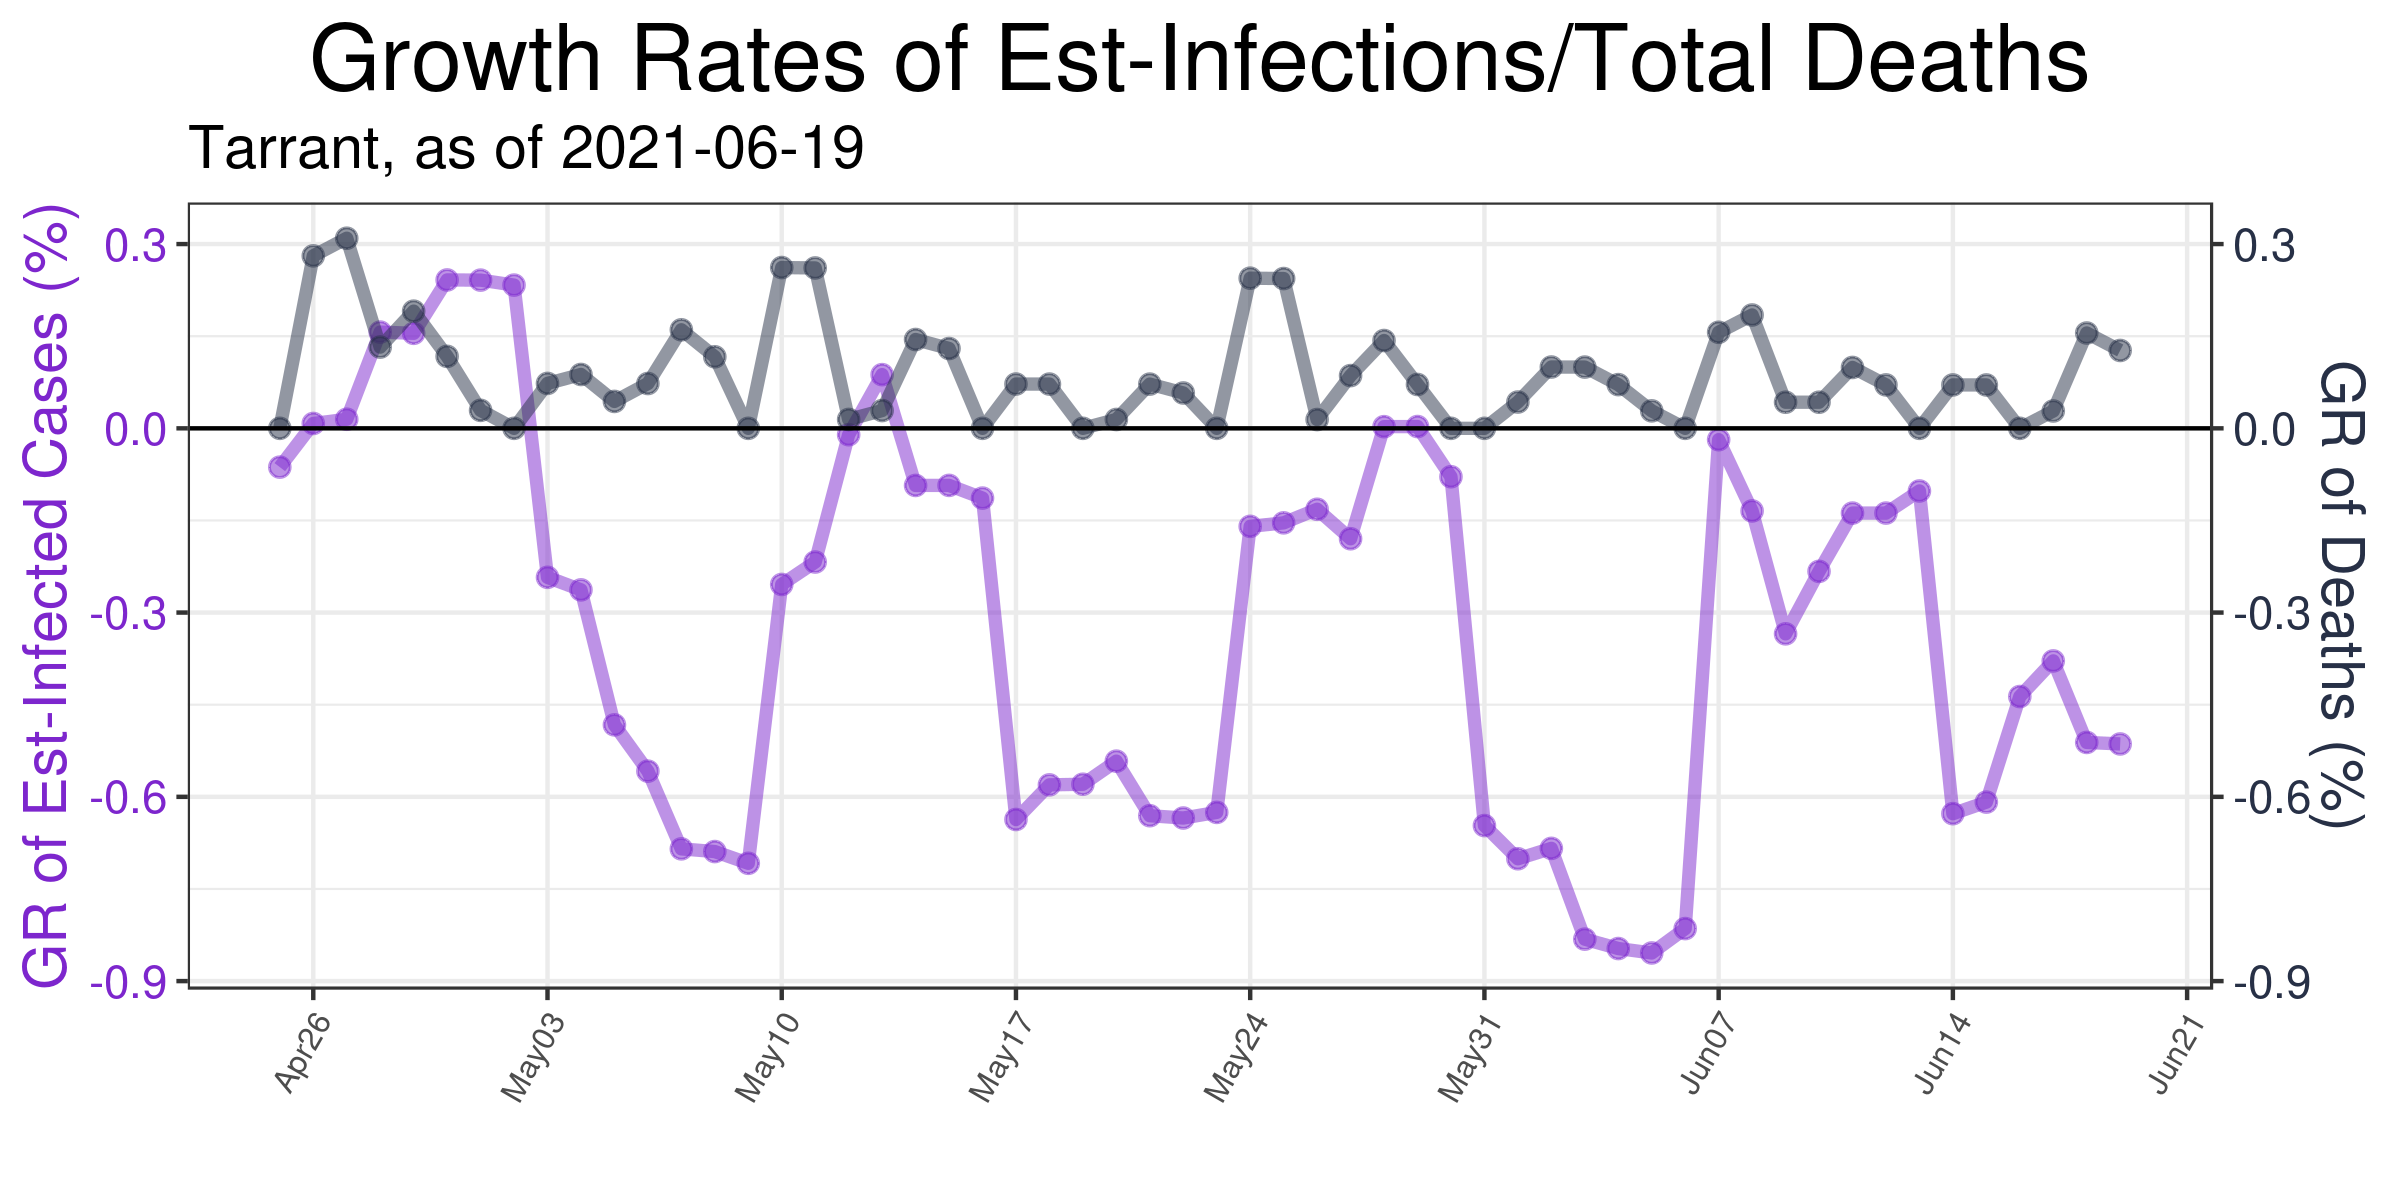 Growth Rates of Est-Infections/Total Deaths
Tarrant, as of 2021-06-19
GR of Est-Infected Cases (%)
0.3
0.0
-0.3
-0.6
-0.9
0.3
0.0
-0.3
-0.6
-0.9
GR of Deaths (%)
Apr26
May03
May10
May17
May24
May31
Jun07
Jun14
Jun21